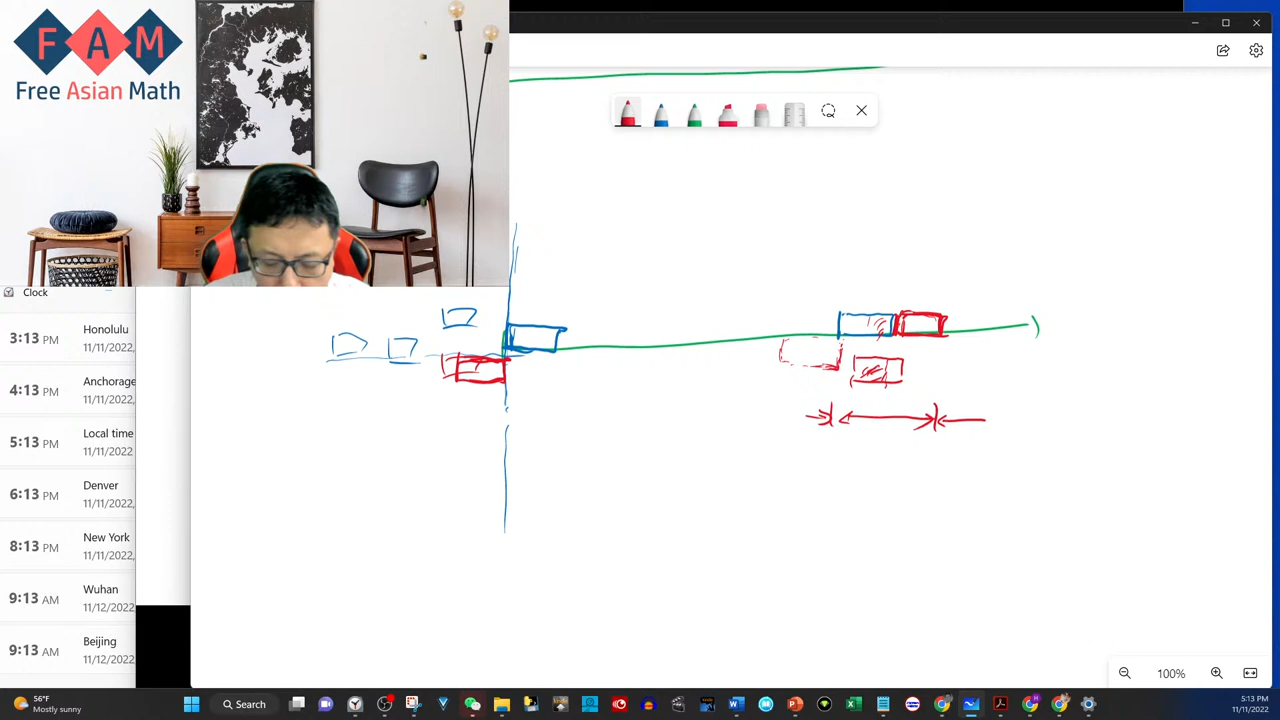 F A M
Free Asian Math
Clock
3:13 PM Honolulu
11/11/2022,
4:13 PM Anchorage
11/11/2022,
5:13 PM Local time
11/11/2022,
6:13 PM Denver
11/11/2022,
8:13 PM New York
11/11/2022,
9:13 AM Wuhan
11/12/2022,
9:13 AM Beijing
11/12/2022,
100%
56°F
Mostly sunny
Search
5:13 PM
11/11/2022